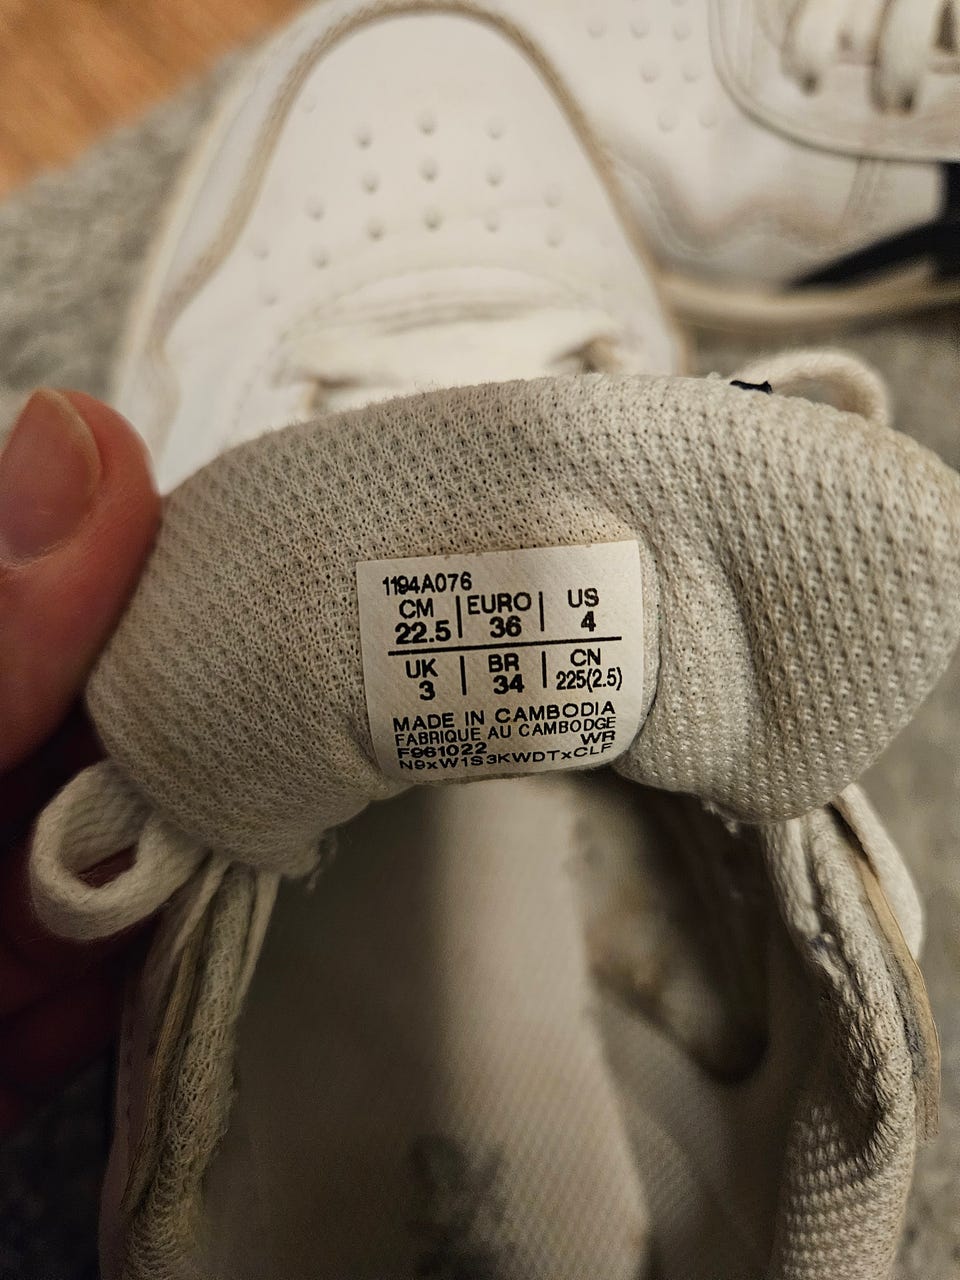 1194A076
CM | EURO | US
22.5 | 36 | 4
UK | BR | CN
3 | 34 | 225(2.5)
MADE IN CAMBODIA
FABRIQUE AU CAMBODGE
F961022 WR
N9xW1S3KWDTxCLF